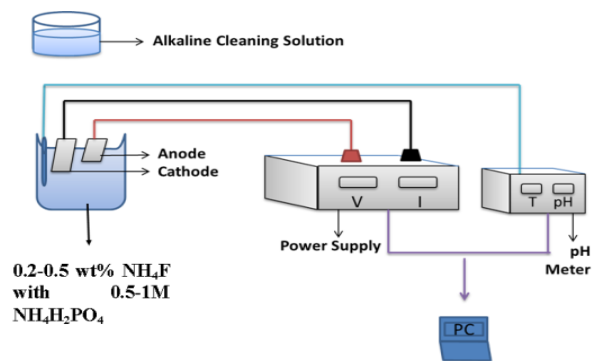 Alkaline Cleaning Solution
Anode
Cathode
V
I
T
pH
Power Supply
pH
Meter
0.2-0.5 wt% NH₄F
with 0.5-1M
NH₄H₂PO₄
PC